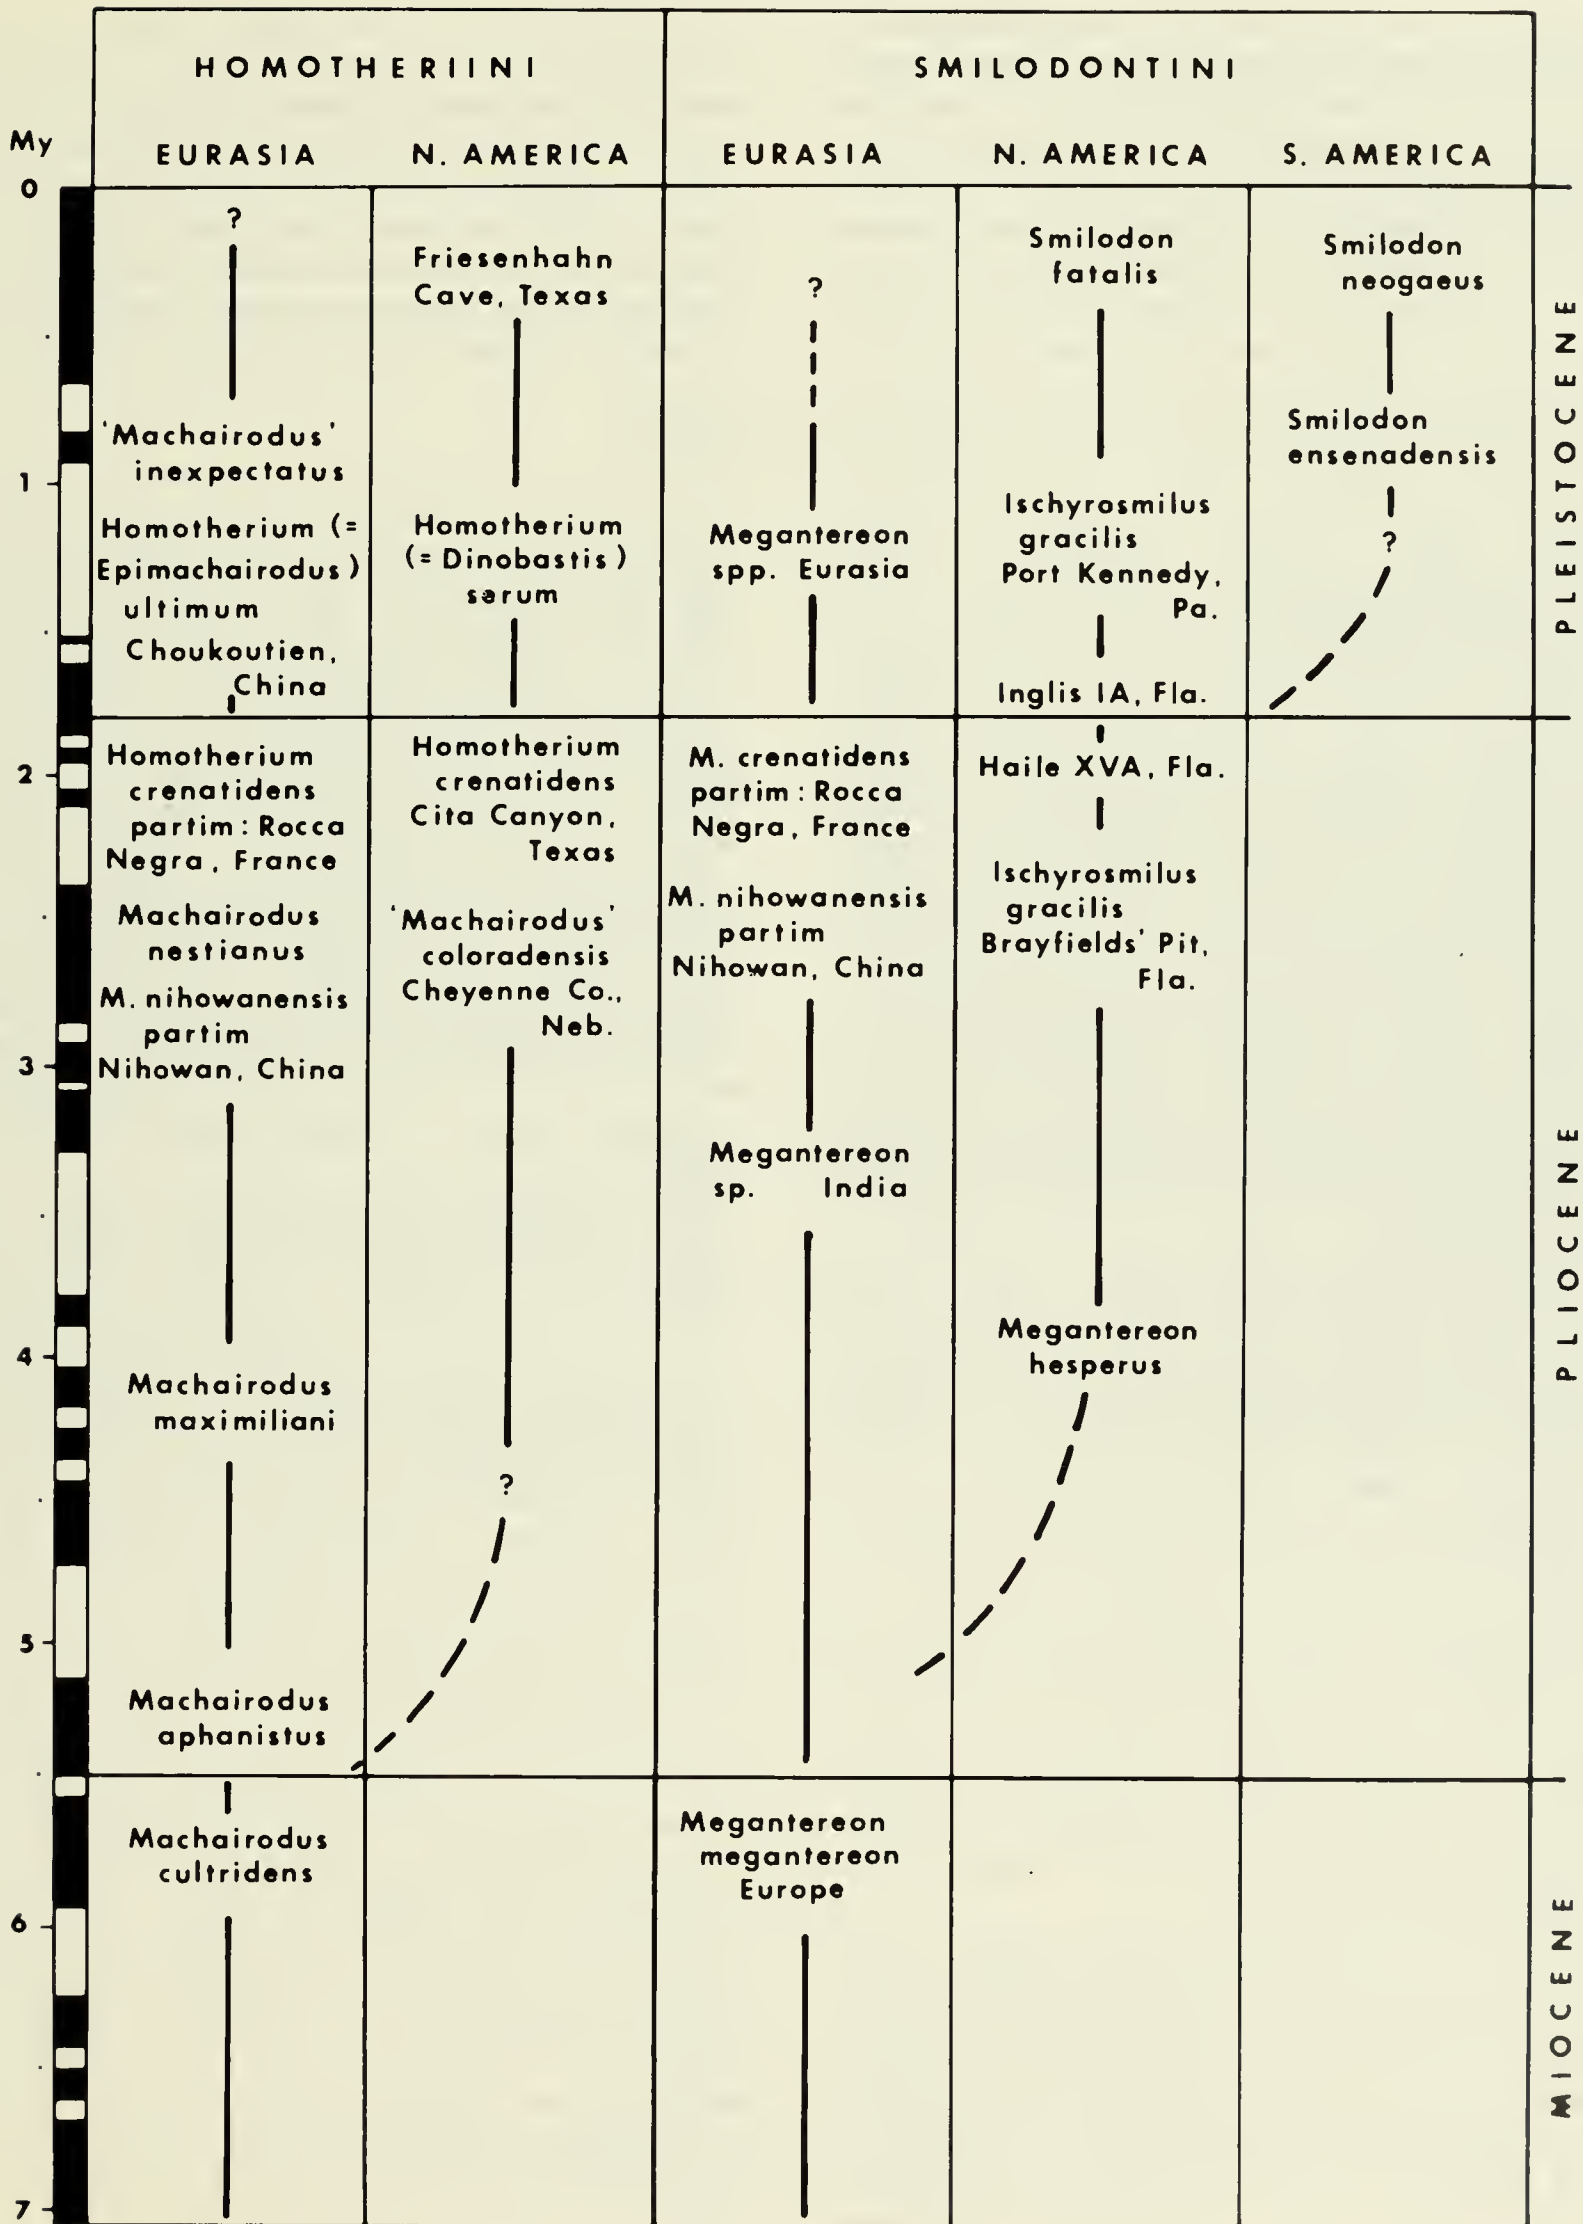 HOMOTHERIINI
SMILODONTINI
My
EURASIA
N. AMERICA
EURASIA
N. AMERICA
S. AMERICA
0
1
2
3
4
5
6
7
?
'Machairodus'
inexpectatus
Homotherium (=
Epimachairodus)
ultimum
Choukoutien,
China
Homotherium
crenatidens
partim: Rocca
Negra, France
Machairodus
nestianus
M. nihowanensis
partim
Nihowan, China
Machairodus
maximiliani
Machairodus
aphanistus
Machairodus
cultridens
Friesenhahn
Cave, Texas
Homotherium
(= Dinobastis)
serum
Homotherium
crenatidens
Cita Canyon,
Texas
'Machairodus'
coloradensis
Cheyenne Co.,
Neb.
?
?
Megantereon
spp. Eurasia
M. crenatidens
partim: Rocca
Negra, France
M. nihowanensis
partim
Nihowan, China
Megantereon
sp. India
Megantereon
megantereon
Europe
Smilodon
fatalis
Ischyrosmilus
gracilis
Port Kennedy,
Pa.
Inglis IA, Fla.
Haile XVA, Fla.
Ischyrosmilus
gracilis
Brayfields' Pit,
Fla.
Megantereon
hesperus
Smilodon
neogaeus
Smilodon
ensenadensis
?
PLEISTOCENE
PLIOCENE
MIOCENE